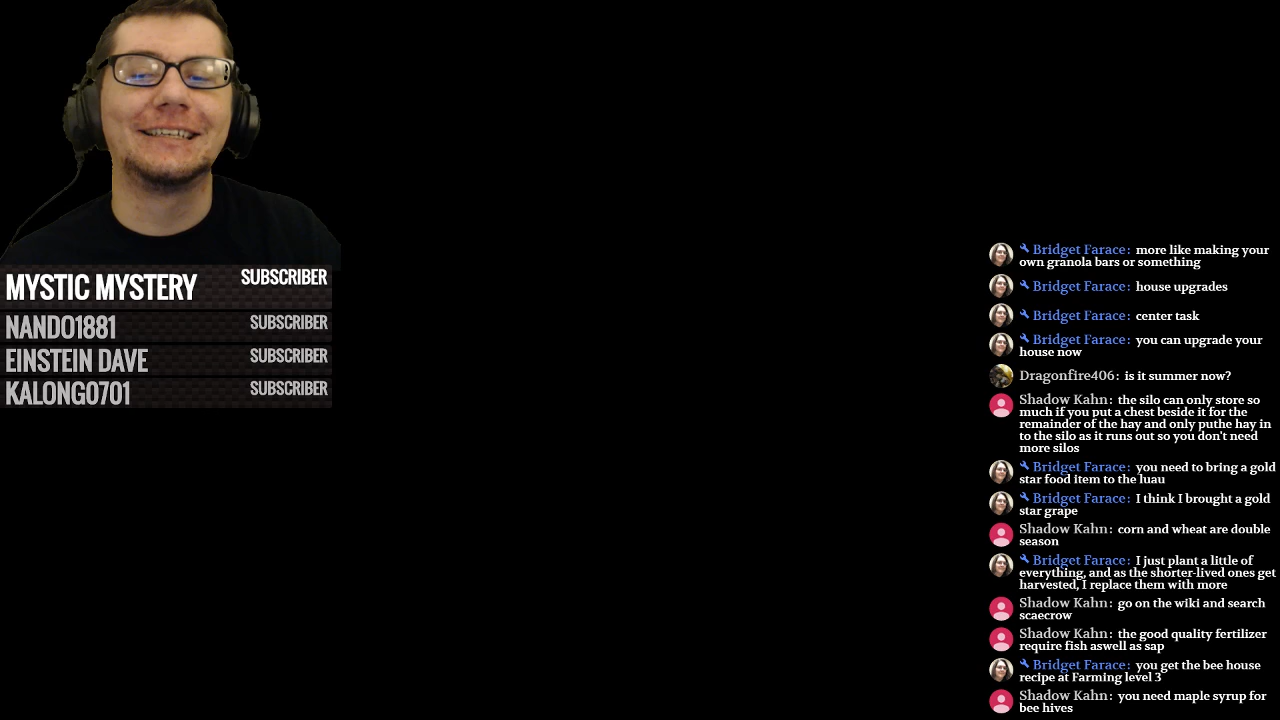 MYSTIC MYSTERY SUBSCRIBER
NANDO1881 SUBSCRIBER
EINSTEIN DAVE SUBSCRIBER
KALONGO701 SUBSCRIBER
Bridget Farace: more like making your
own granola bars or something
Bridget Farace: house upgrades
Bridget Farace: center task
Bridget Farace: you can upgrade your
house now
Dragonfire406: is it summer now?
Shadow Kahn: the silo can only store so
much if you put a chest beside it for the
remainder of the hay and only puthe hay in
to the silo as it runs out so you don't need
more silos
Bridget Farace: you need to bring a gold
star food item to the luau
Bridget Farace: I think I brought a gold
star grape
Shadow Kahn: corn and wheat are double
season
Bridget Farace: I just plant a little of
everything, and as the shorter-lived ones get
harvested, I replace them with more
Shadow Kahn: go on the wiki and search
scaecrow
Shadow Kahn: the good quality fertilizer
require fish aswell as sap
Bridget Farace: you get the bee house
recipe at Farming level 3
Shadow Kahn: you need maple syrup for
bee hives